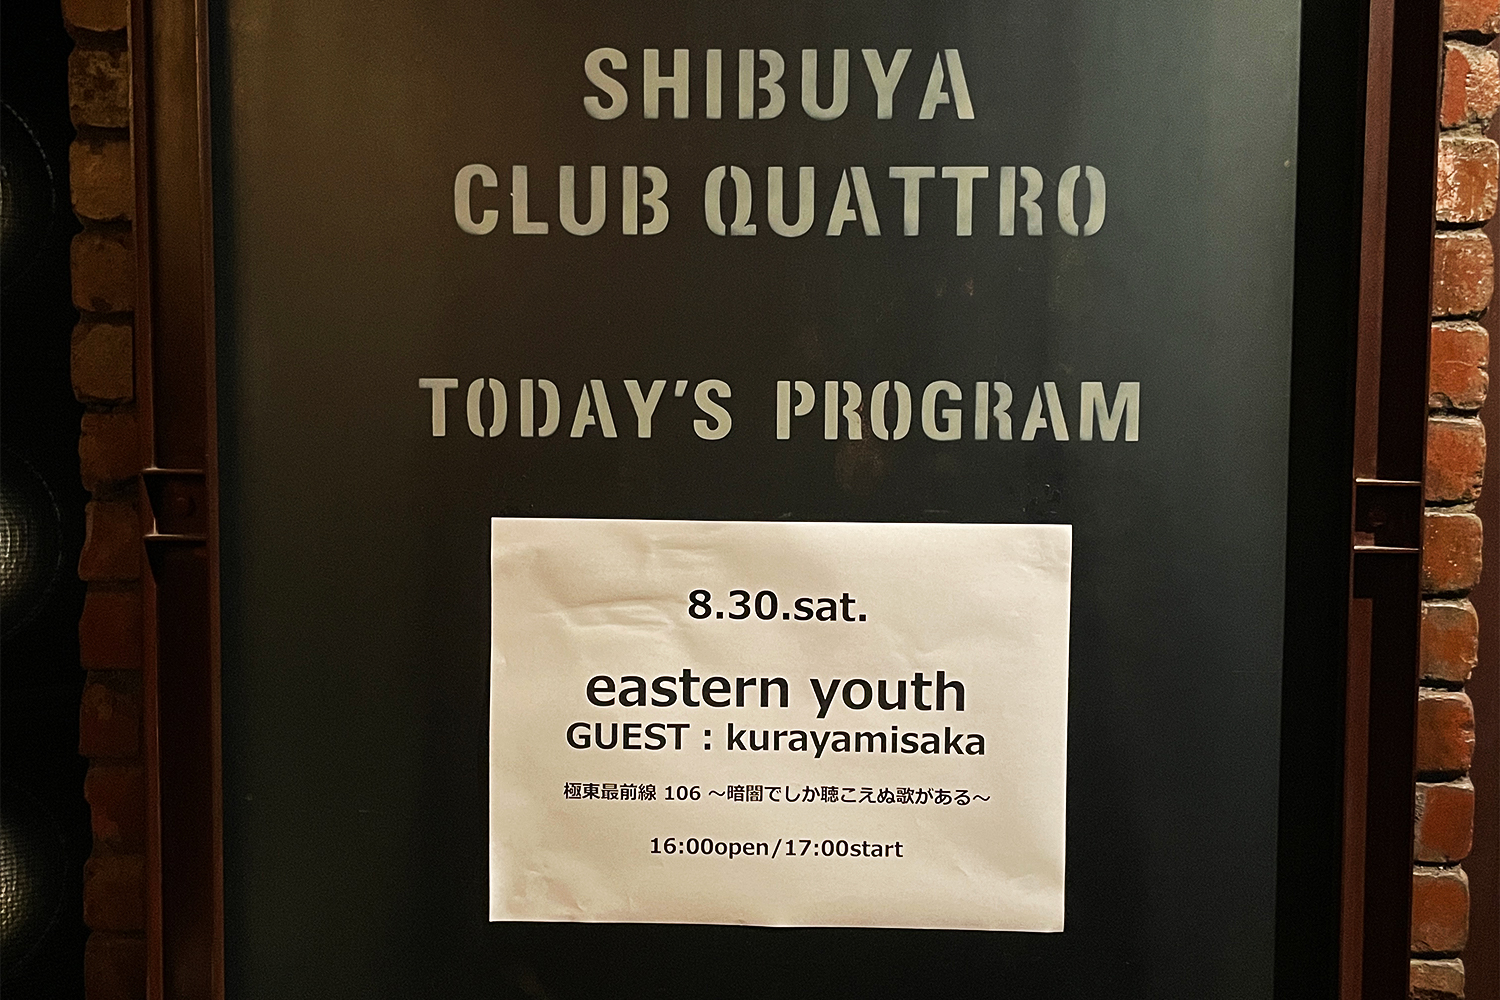 SHIBUYA
CLUB QUATTRO
TODAY'S PROGRAM
8.30.sat.
eastern youth
GUEST : kurayamisaka
極東最前線 106 ～暗闇でしか聴こえぬ歌がある～
16:00open/17:00start